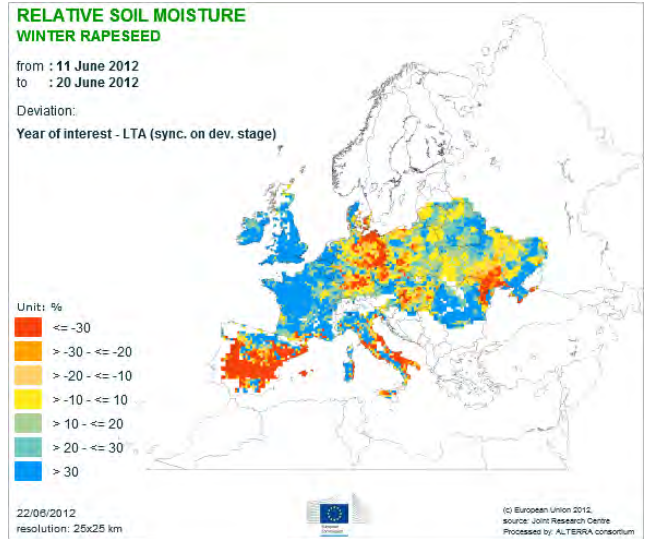 RELATIVE SOIL MOISTURE
WINTER RAPESEED
from : 11 June 2012
to : 20 June 2012
Deviation:
Year of interest - LTA (sync. on dev. stage)
Unit: %
<= -30
> -30 - <= -20
> -20 - <= -10
> -10 - <= 10
> 10 - <= 20
> 20 - <= 30
> 30
22/06/2012
resolution: 25x25 km
European
Commission
(c) European Union 2012,
source: Joint Research Centre
Processed by: ALTERRA consortium